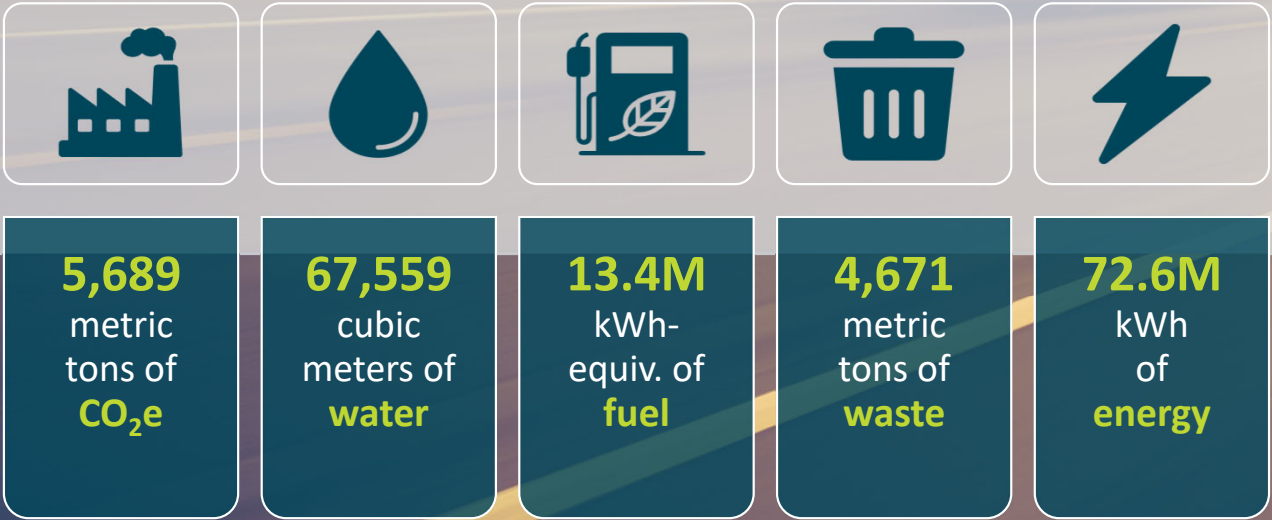 5,689
metric
tons of
CO₂e
67,559
cubic
meters of
water
13.4M
kWh-
equiv. of
fuel
4,671
metric
tons of
waste
72.6M
kWh
of
energy